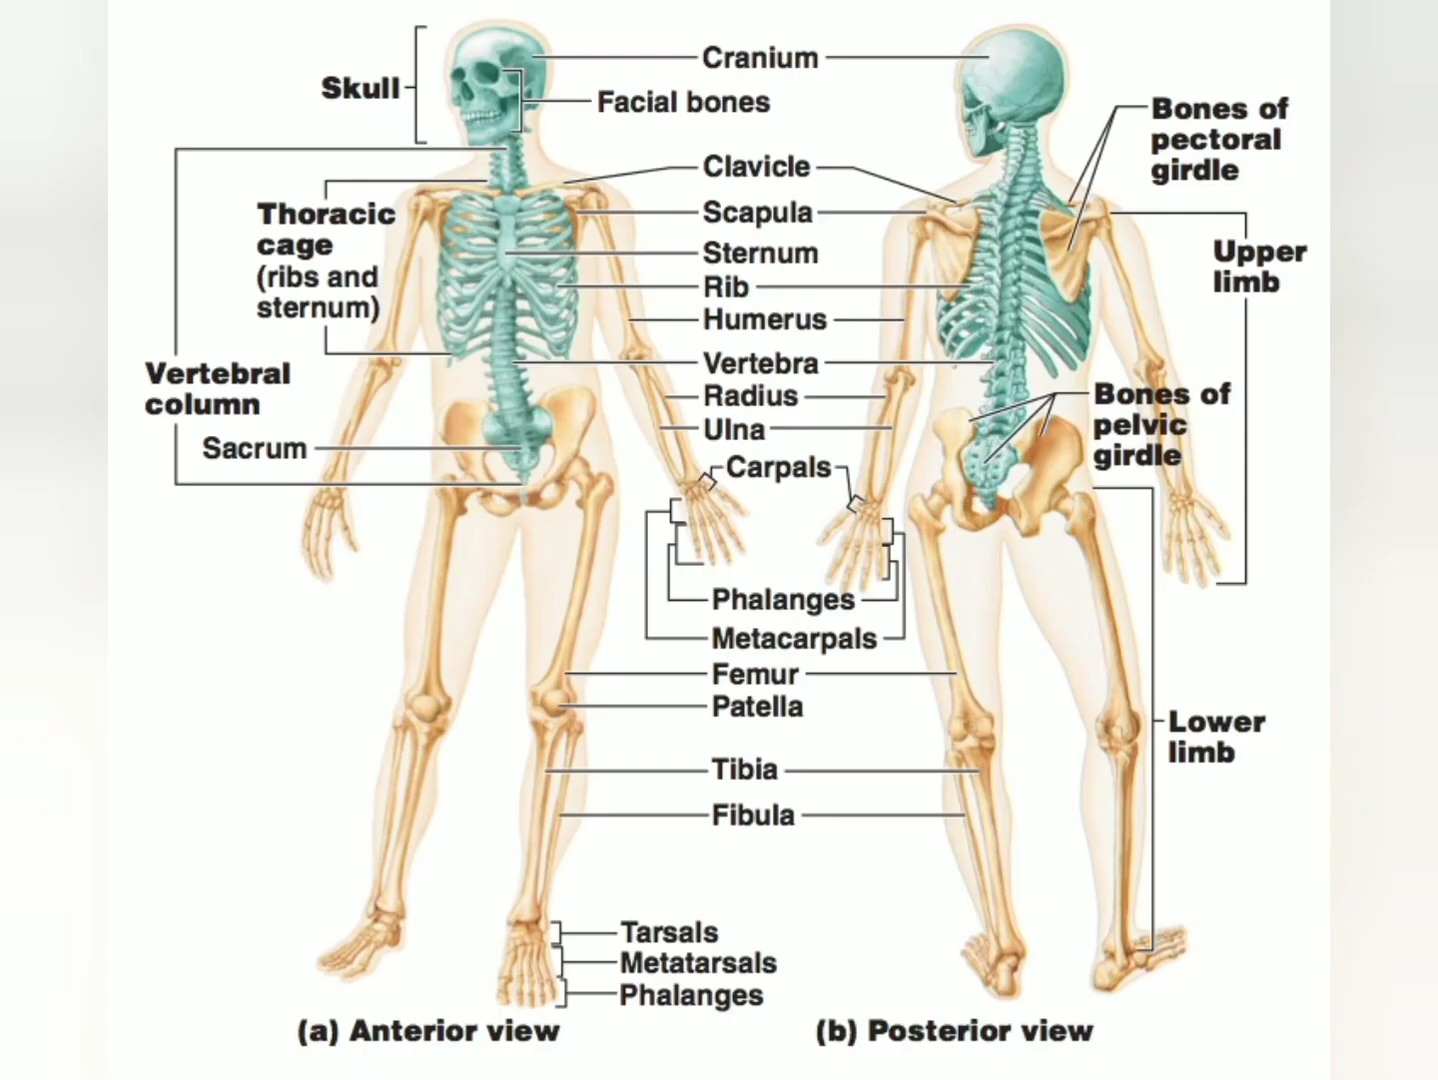 Cranium
Skull
Facial bones
Bones of
pectoral
girdle
Clavicle
Thoracic
cage
(ribs and
sternum)
Scapula
Sternum
Upper
limb
Rib
Humerus
Vertebral
column
Vertebra
Radius
Bones of
pelvic
girdle
Ulna
Sacrum
Carpals
Phalanges
Metacarpals
Femur
Patella
Lower
limb
Tibia
Fibula
Tarsals
Metatarsals
Phalanges
(a) Anterior view
(b) Posterior view